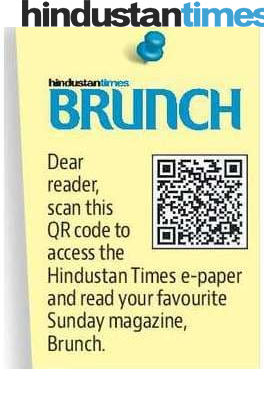 hindustantimes
hindustantimes
BRUNCH
Dear
reader,
scan this
QR code to
access the
Hindustan Times e-paper
and read your favourite
Sunday magazine,
Brunch.